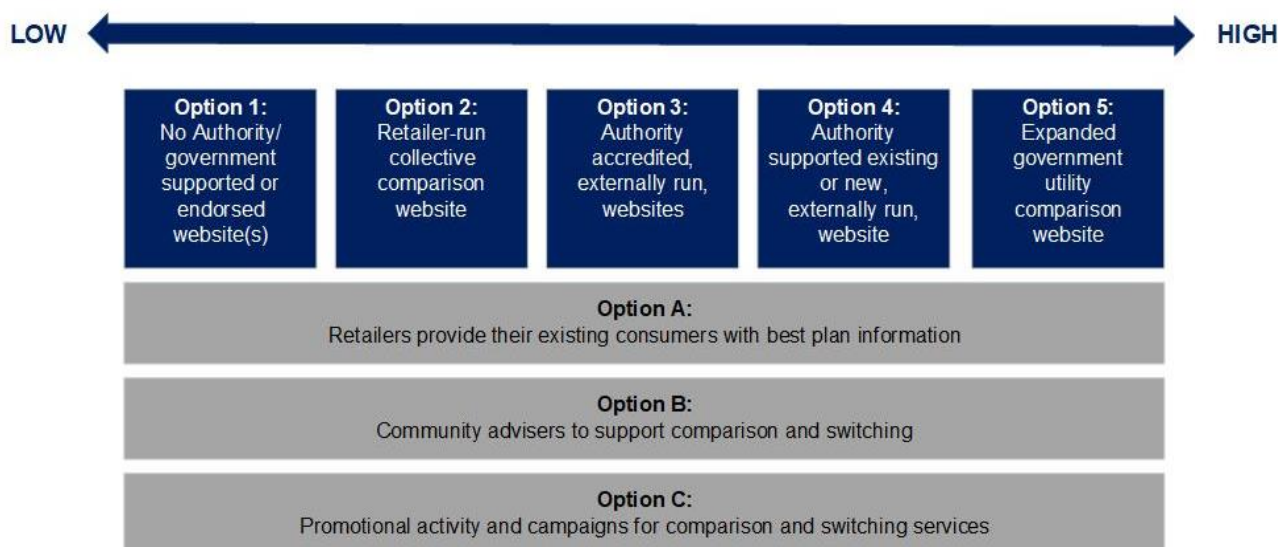 LOW
HIGH
Option 1:
No Authority/
government
supported or
endorsed
website(s)
Option 2:
Retailer-run
collective
comparison
website
Option 3:
Authority
accredited,
externally run,
websites
Option 4:
Authority
supported existing
or new,
externally run,
website
Option 5:
Expanded
government
utility
comparison
website
Option A:
Retailers provide their existing consumers with best plan information
Option B:
Community advisers to support comparison and switching
Option C:
Promotional activity and campaigns for comparison and switching services